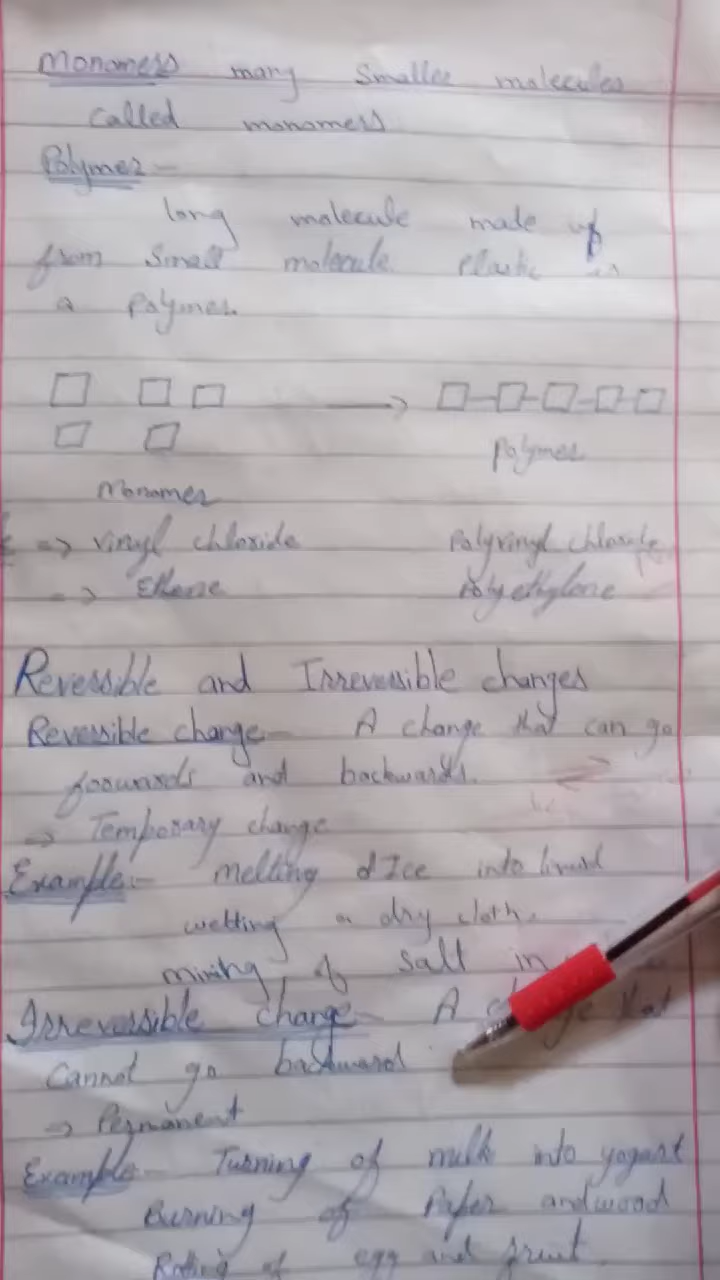 Monomers many smaller molecules
called monomers
Polymer-
long molecule made up
from small molecule. Plastic is
a polymer.
Polymer
Monomer
=> vinyl chloride Polyvinyl chloride
=> Ethene Polyethylene
Reversible and Irreversible changes
Reversible change- A change that can go
forwards and backwards.
=> Temporary change
Example:- melting of Ice into
wetting a dry cloth.
mixing of salt in
Irreversible change- A change that
cannot go backward
=> Permanent
Example- Turning of milk into yogart
Burning of Paper and wood
Rotting of egg and fruit